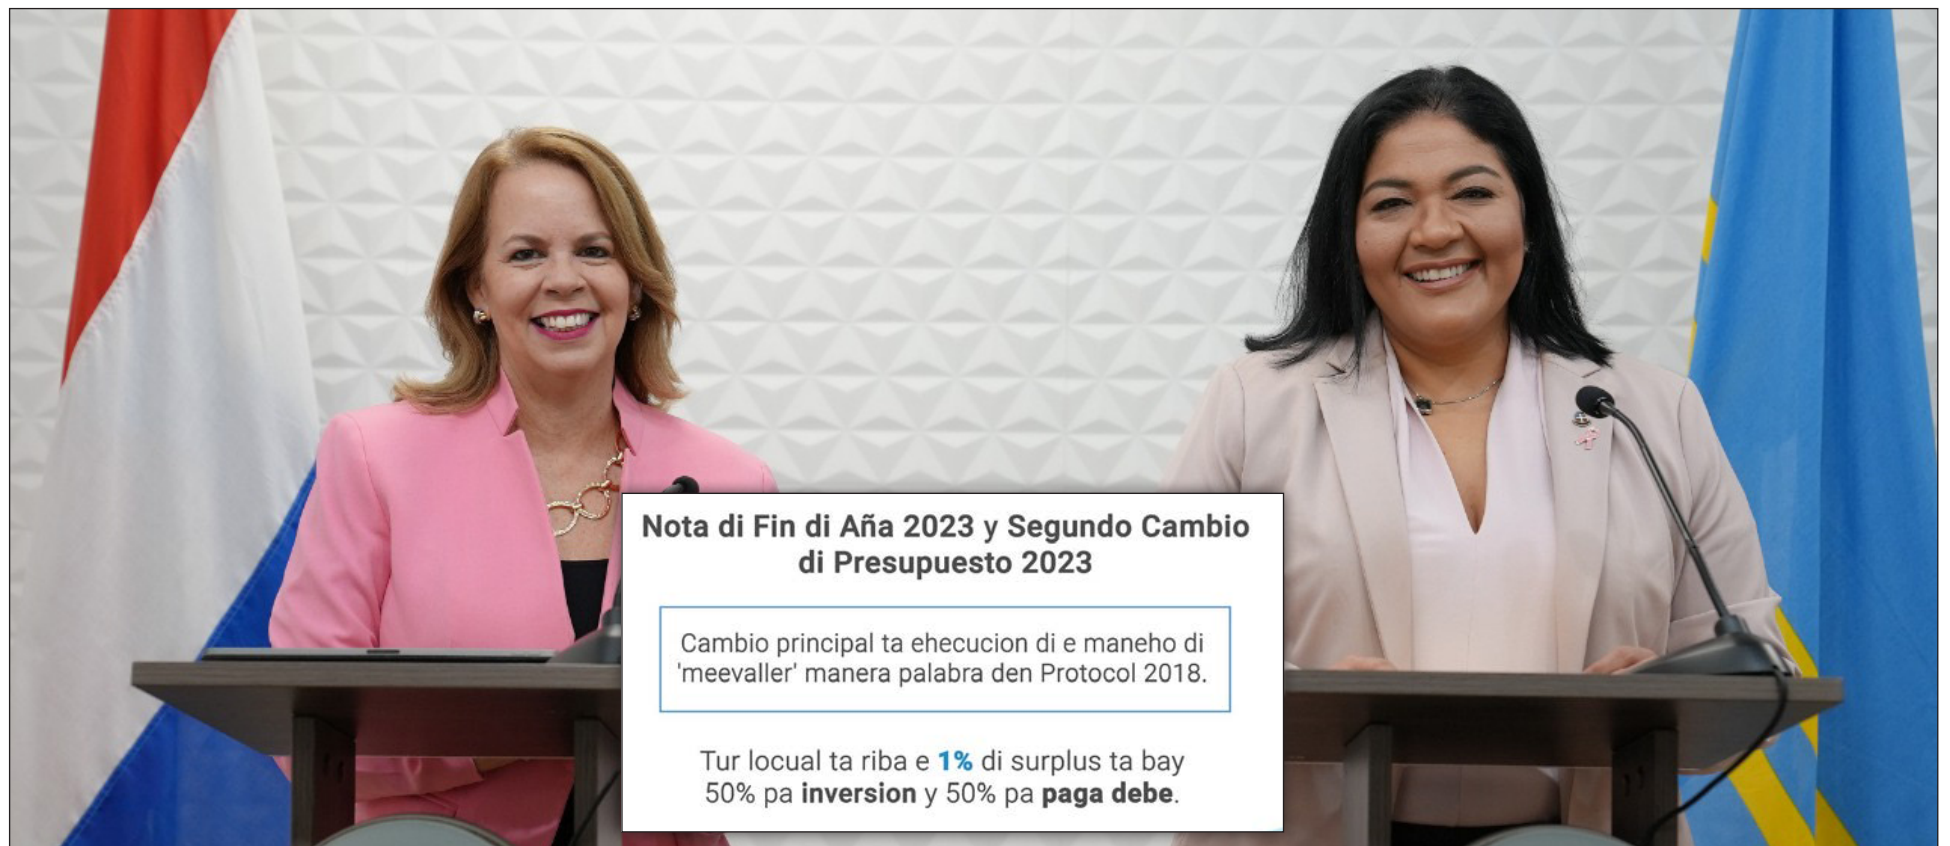 Nota di Fin di Aña 2023 y Segundo Cambio
di Presupuesto 2023
Cambio principal ta ehecucion di e maneho di
'meevaller' manera palabra den Protocol 2018.
Tur locual ta riba e 1% di surplus ta bay
50% pa inversion y 50% pa paga debe.